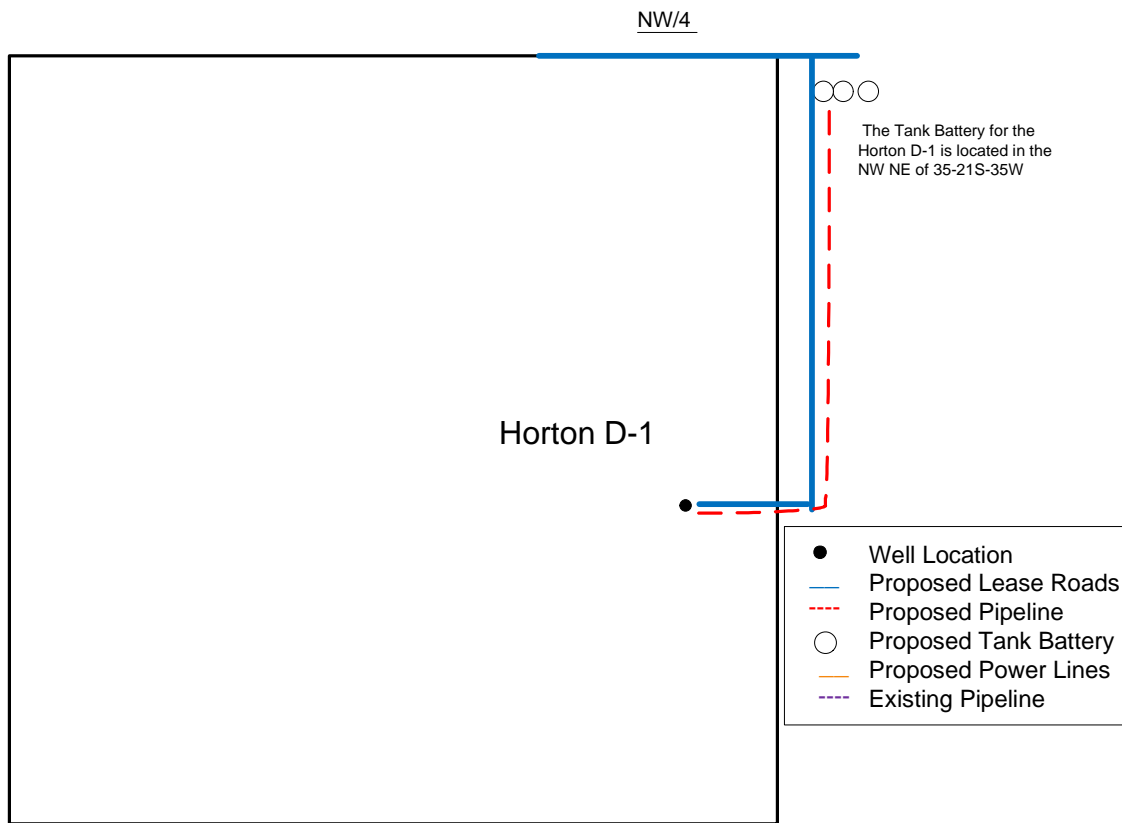 NW/4
The Tank Battery for the
Horton D-1 is located in the
NW NE of 35-21S-35W
Horton D-1
Well Location
Proposed Lease Roads
Proposed Pipeline
Proposed Tank Battery
Proposed Power Lines
Existing Pipeline